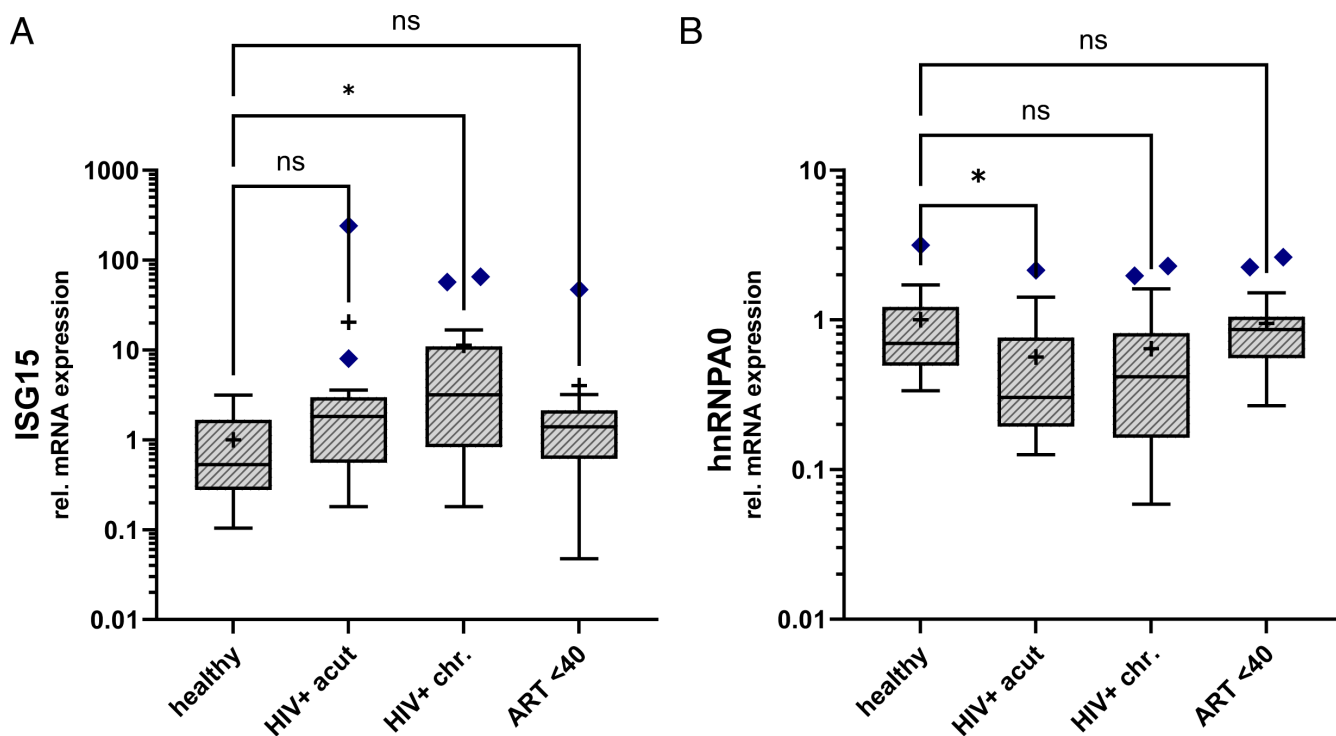 A
ns
*
ns
1000
100
10
1
0.1
0.01
ISG15
rel. mRNA expression
healthy
HIV+ acut
HIV+ chr.
ART <40
B
ns
ns
*
10
1
0.1
0.01
hnRNPA0
rel. mRNA expression
healthy
HIV+ acut
HIV+ chr.
ART <40